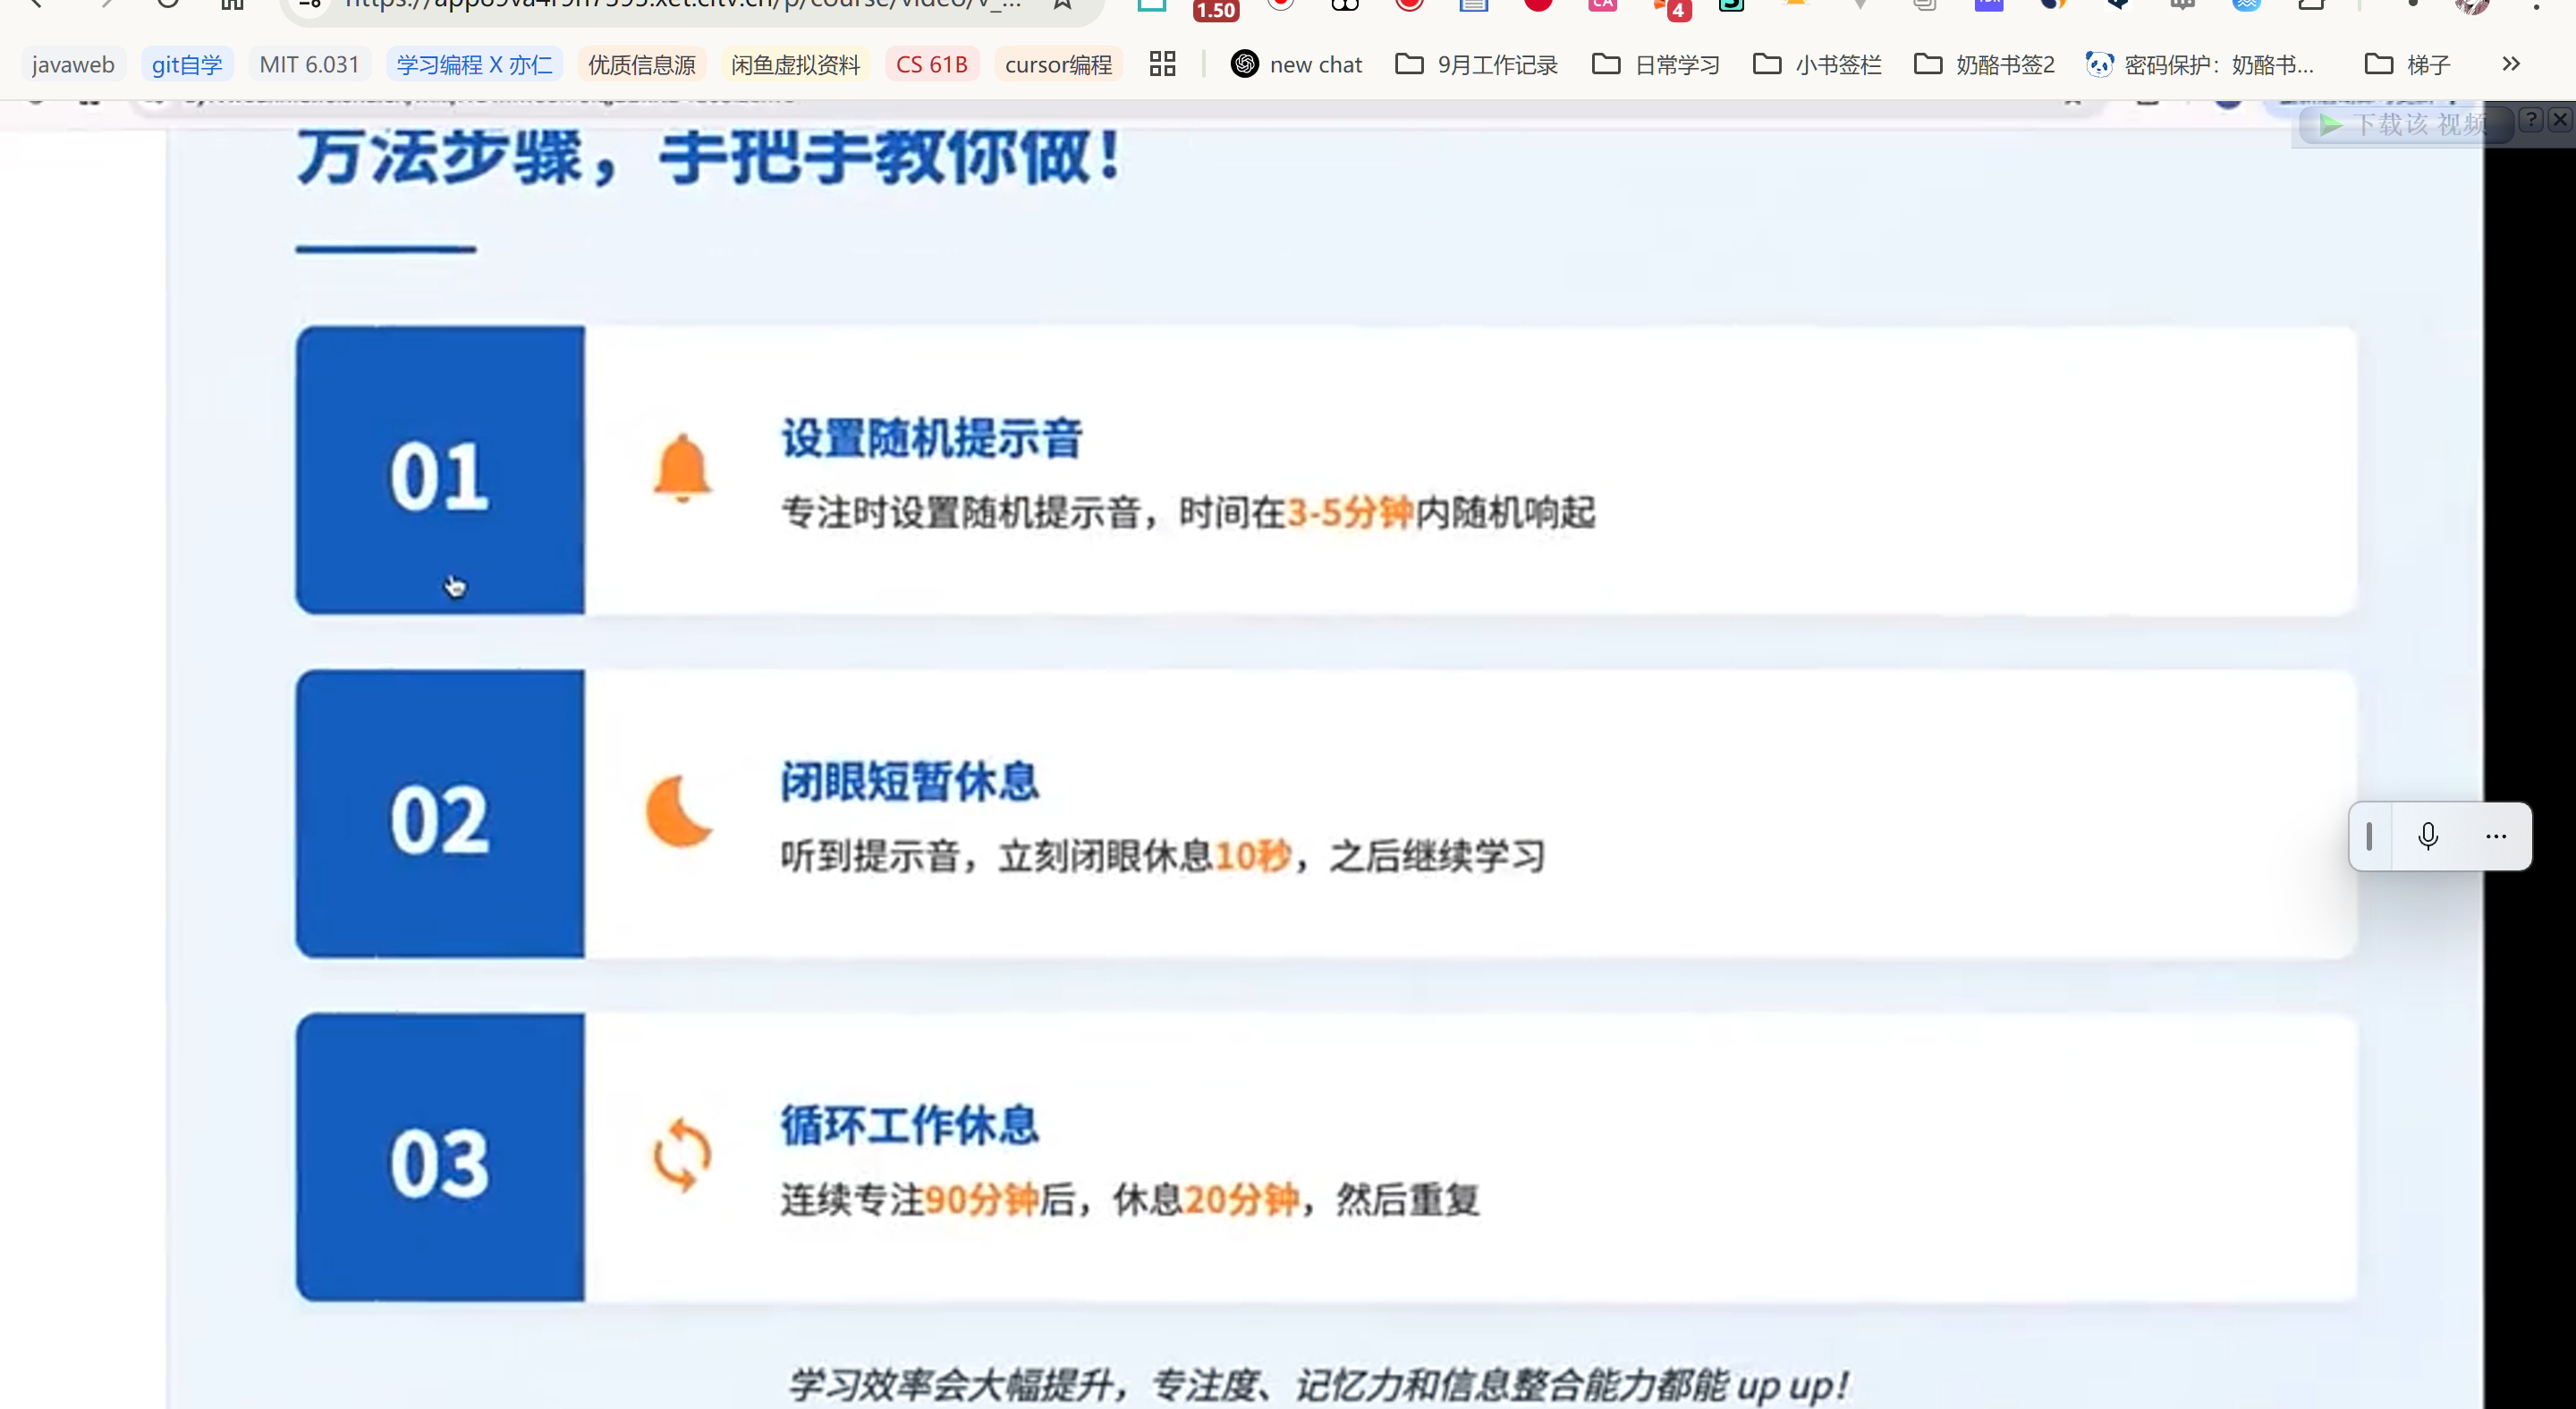 1.50
4
javaweb
git自学
MIT 6.031
学习编程 X 亦仁
优质信息源
闲鱼虚拟资料
CS 61B
cursor编程
new chat
9月工作记录
日常学习
小书签栏
奶酪书签2
密码保护：奶酪书...
梯子
下载该 视频
方法步骤，手把手教你做！
01
设置随机提示音
专注时设置随机提示音，时间在3-5分钟内随机响起
02
闭眼短暂休息
听到提示音，立刻闭眼休息10秒，之后继续学习
03
循环工作休息
连续专注90分钟后，休息20分钟，然后重复
学习效率会大幅提升，专注度、记忆力和信息整合能力都能 up up！